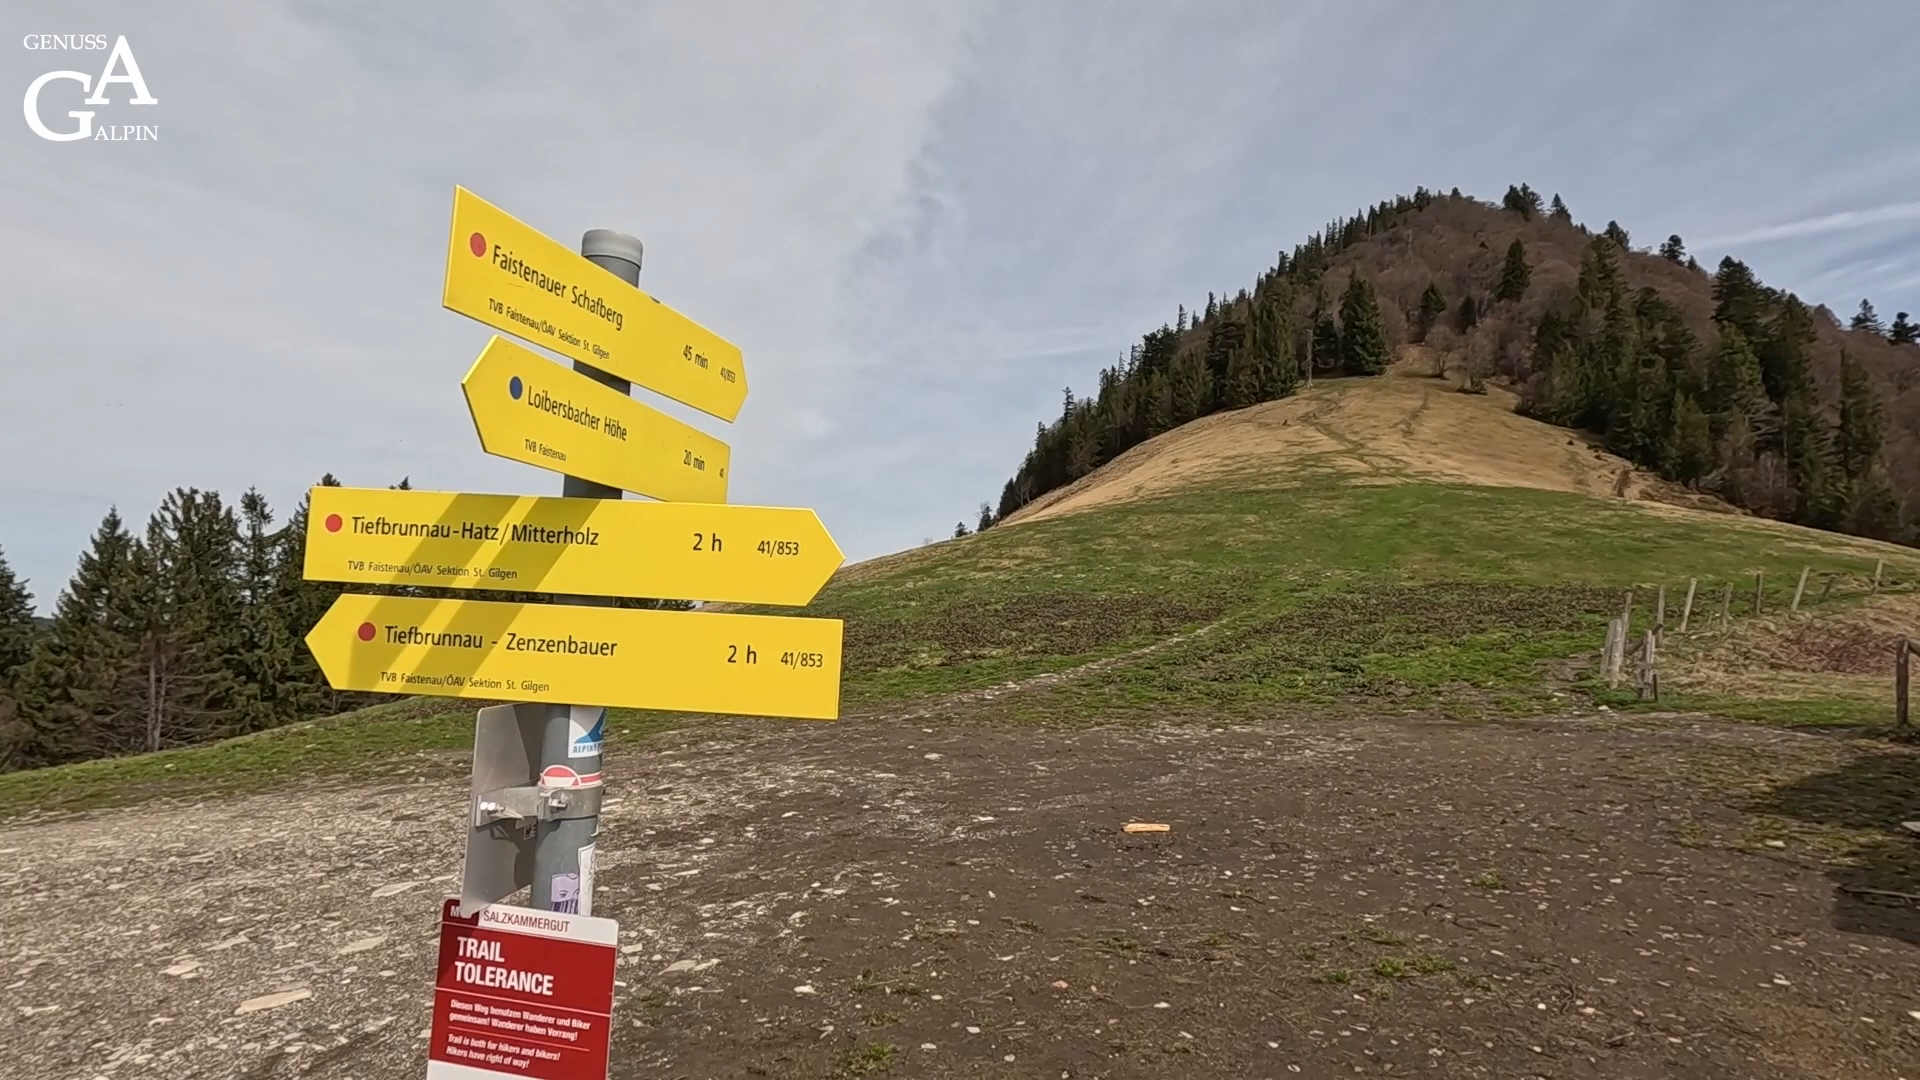 GENUSS
GA
ALPIN
Faistenauer Schafberg
TVB Faistenau/ÖAV Sektion St. Gilgen
45 min 41/853
Loibersbacher Höhe
TVB Faistenau
20 min 41
Tiefbrunnau-Hatz/Mitterholz 2 h 41/853
TVB Faistenau/ÖAV Sektion St. Gilgen
Tiefbrunnau - Zenzenbauer 2 h 41/853
TVB Faistenau/ÖAV Sektion St. Gilgen
SALZKAMMERGUT
TRAIL
TOLERANCE
Diesen Weg benutzen Wanderer und Biker
gemeinsam! Wanderer haben Vorrang!
Trail is both for hikers and bikers!
Hikers have right of way!